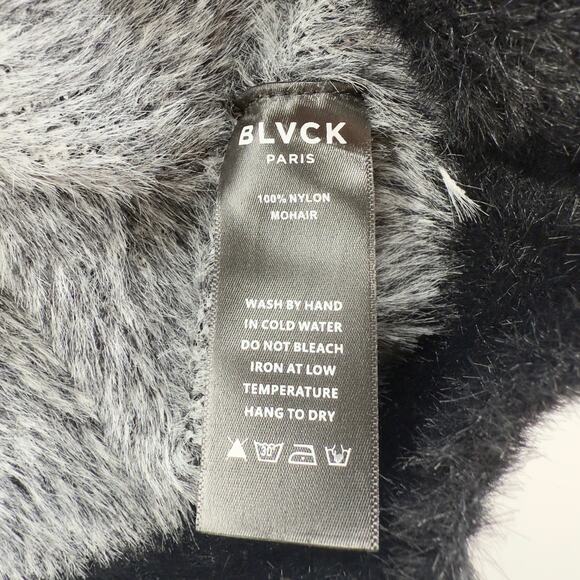 BLVCK
PARIS
100% NYLON
MOHAIR
WASH BY HAND
IN COLD WATER
DO NOT BLEACH
IRON AT LOW
TEMPERATURE
HANG TO DRY
30